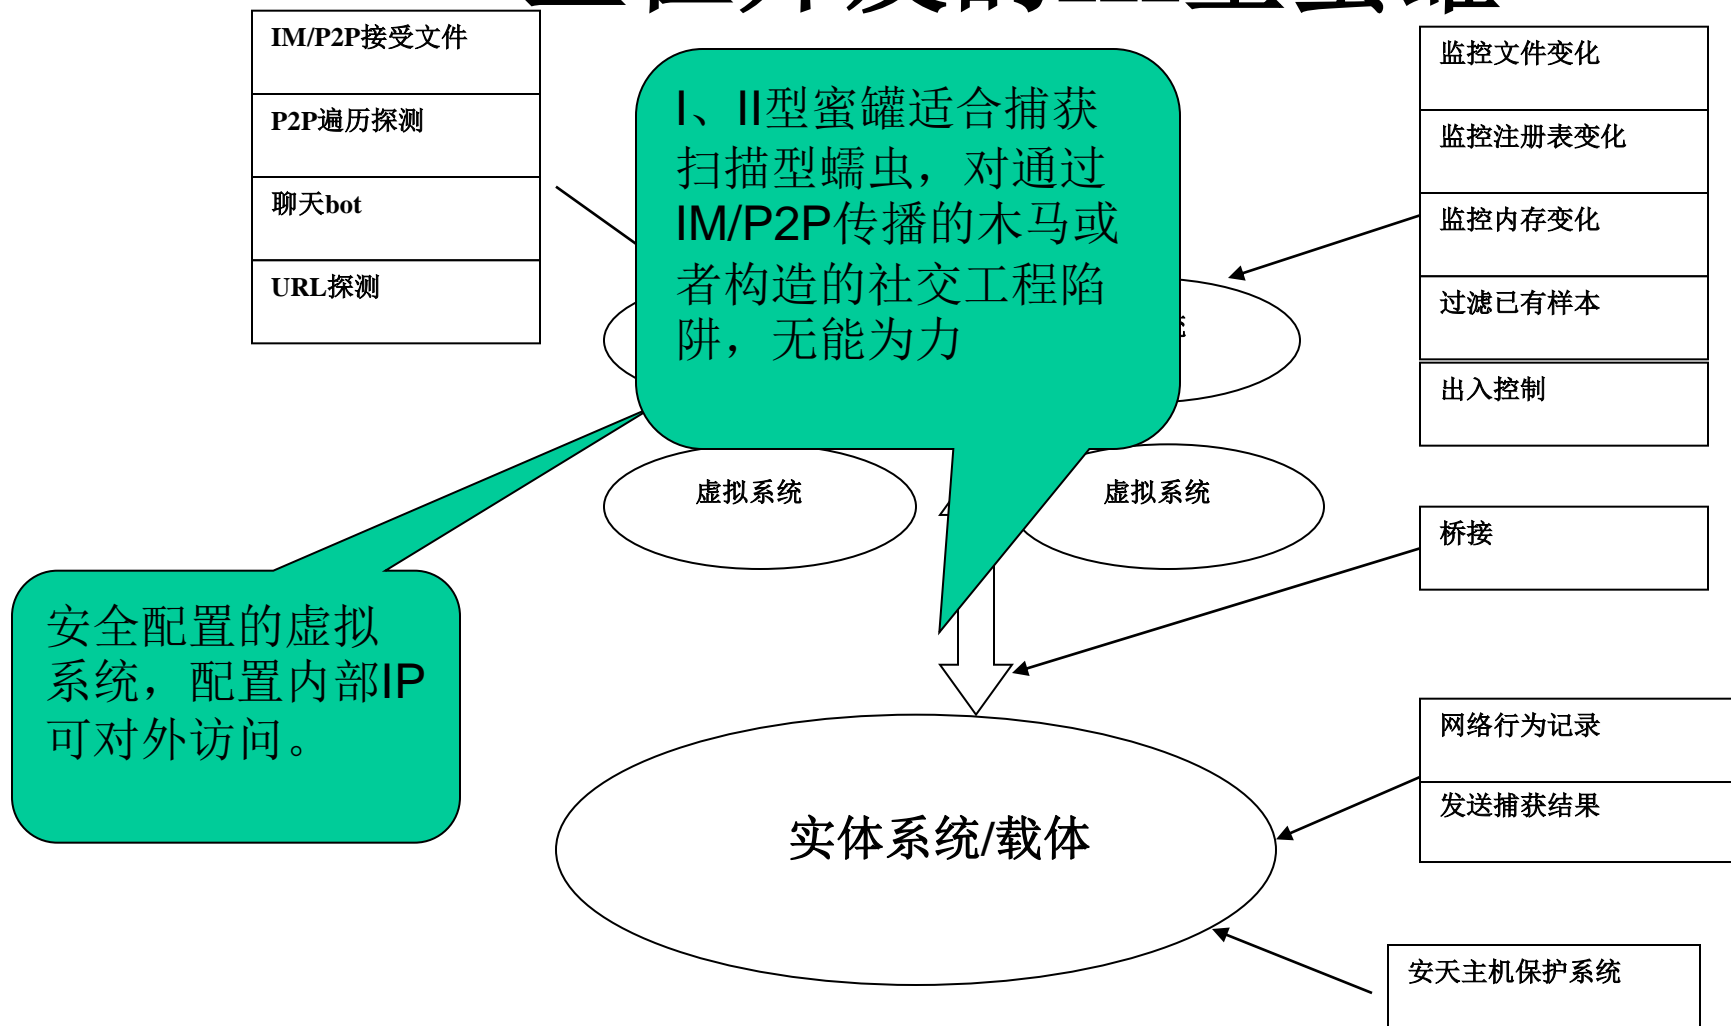 IM/P2P接受文件
P2P遍历探测
聊天bot
URL探测
I、II型蜜罐适合捕获
扫描型蠕虫，对通过
IM/P2P传播的木马或
者构造的社交工程陷
阱，无能为力
监控文件变化
监控注册表变化
监控内存变化
过滤已有样本
出入控制
虚拟系统
虚拟系统
桥接
安全配置的虚拟
系统，配置内部IP
可对外访问。
网络行为记录
发送捕获结果
实体系统/载体
安天主机保护系统